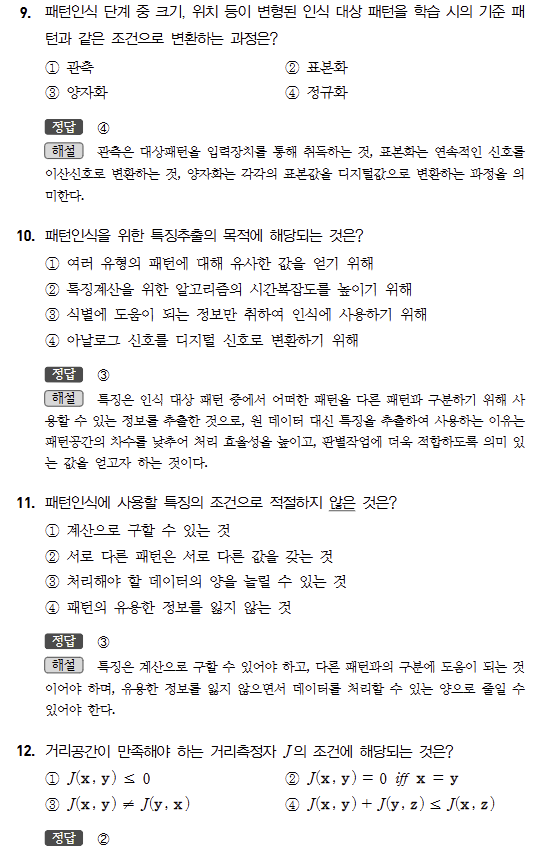 9. 패턴인식 단계 중 크기, 위치 등이 변형된 인식 대상 패턴을 학습 시의 기준 패
턴과 같은 조건으로 변환하는 과정은?
① 관측 ② 표본화
③ 양자화 ④ 정규화
정답 ④
해설 관측은 대상패턴을 입력장치를 통해 취득하는 것, 표본화는 연속적인 신호를
이산신호로 변환하는 것, 양자화는 각각의 표본값을 디지털값으로 변환하는 과정을 의
미한다.
10. 패턴인식을 위한 특징추출의 목적에 해당되는 것은?
① 여러 유형의 패턴에 대해 유사한 값을 얻기 위해
② 특징계산을 위한 알고리즘의 시간복잡도를 높이기 위해
③ 식별에 도움이 되는 정보만 취하여 인식에 사용하기 위해
④ 아날로그 신호를 디지털 신호로 변환하기 위해
정답 ③
해설 특징은 인식 대상 패턴 중에서 어떠한 패턴을 다른 패턴과 구분하기 위해 사
용할 수 있는 정보를 추출한 것으로, 원 데이터 대신 특징을 추출하여 사용하는 이유는
패턴공간의 차수를 낮추어 처리 효율성을 높이고, 판별작업에 더욱 적합하도록 의미 있
는 값을 얻고자 하는 것이다.
11. 패턴인식에 사용할 특징의 조건으로 적절하지 않은 것은?
① 계산으로 구할 수 있는 것
② 서로 다른 패턴은 서로 다른 값을 갖는 것
③ 처리해야 할 데이터의 양을 늘릴 수 있는 것
④ 패턴의 유용한 정보를 잃지 않는 것
정답 ③
해설 특징은 계산으로 구할 수 있어야 하고, 다른 패턴과의 구분에 도움이 되는 것
이어야 하며, 유용한 정보를 잃지 않으면서 데이터를 처리할 수 있는 양으로 줄일 수
있어야 한다.
12. 거리공간이 만족해야 하는 거리측정자 J의 조건에 해당되는 것은?
① J(x, y) ≤ 0 ② J(x, y) = 0 iff x = y
③ J(x, y) ≠ J(y, x) ④ J(x, y) + J(y, z) ≤ J(x, z)
정답 ②